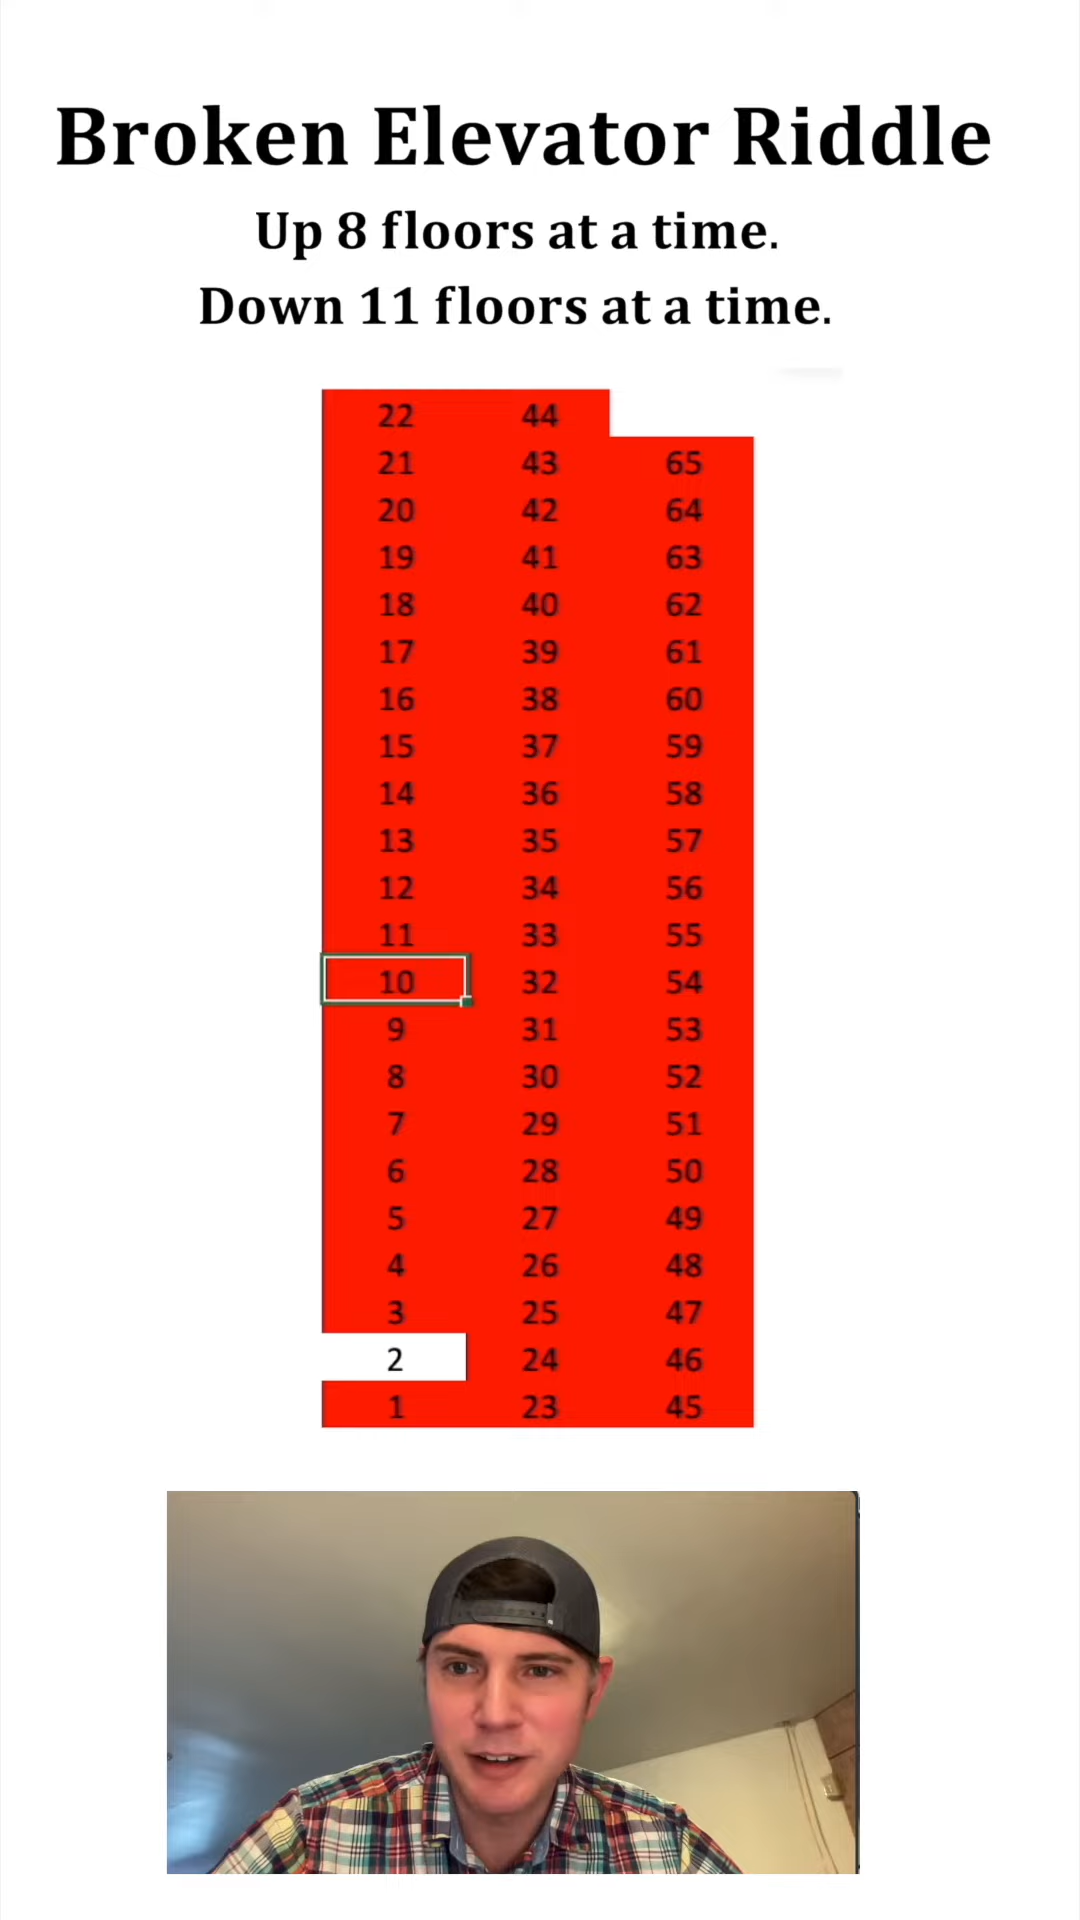 Broken Elevator Riddle
Up 8 floors at a time.
Down 11 floors at a time.
22 44
21 43 65
20 42 64
19 41 63
18 40 62
17 39 61
16 38 60
15 37 59
14 36 58
13 35 57
12 34 56
11 33 55
10 32 54
9 31 53
8 30 52
7 29 51
6 28 50
5 27 49
4 26 48
3 25 47
2 24 46
1 23 45